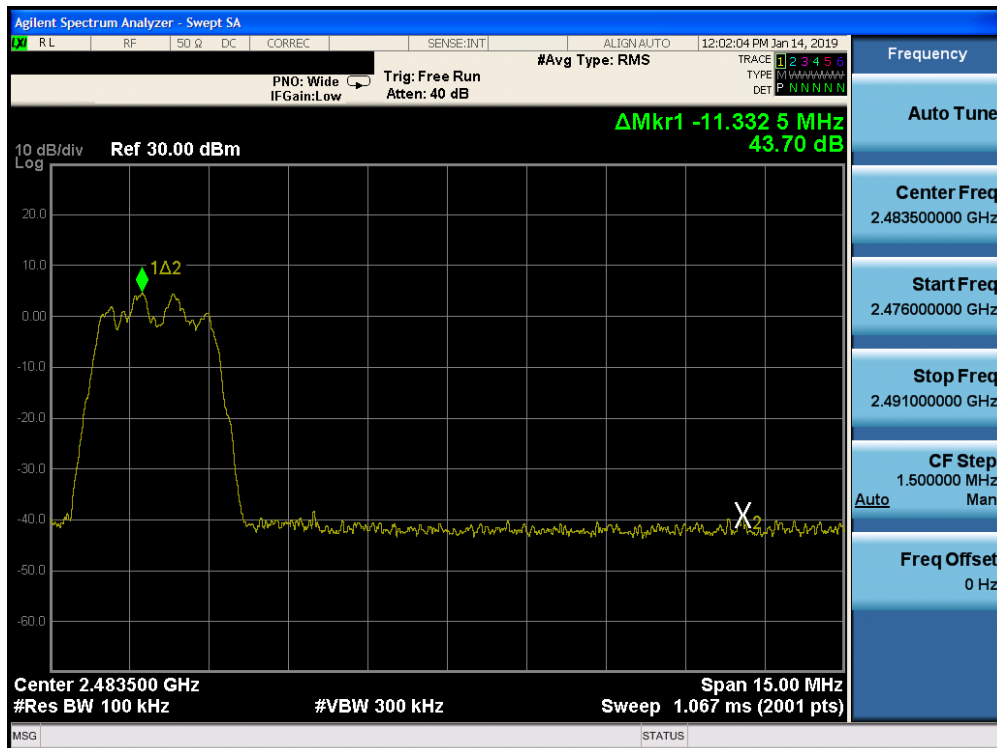 Agilent Spectrum Analyzer - Swept SA
LXI RL RF 50 Ω DC CORREC SENSE:INT ALIGN AUTO 12:02:04 PM Jan 14, 2019
#Avg Type: RMS TRACE 1 2 3 4 5 6
PNO: Wide Trig: Free Run TYPE M WWWWW
IFGain:Low Atten: 40 dB DET P N N N N N
ΔMkr1 -11.332 5 MHz
10 dB/div Ref 30.00 dBm 43.70 dB
Log
20.0
10.0
1Δ2
0.00
-10.0
-20.0
-30.0
-40.0
X2
-50.0
-60.0
Center 2.483500 GHz Span 15.00 MHz
#Res BW 100 kHz #VBW 300 kHz Sweep 1.067 ms (2001 pts)
MSG STATUS
Frequency
Auto Tune
Center Freq
2.483500000 GHz
Start Freq
2.476000000 GHz
Stop Freq
2.491000000 GHz
CF Step
1.500000 MHz
Auto Man
Freq Offset
0 Hz